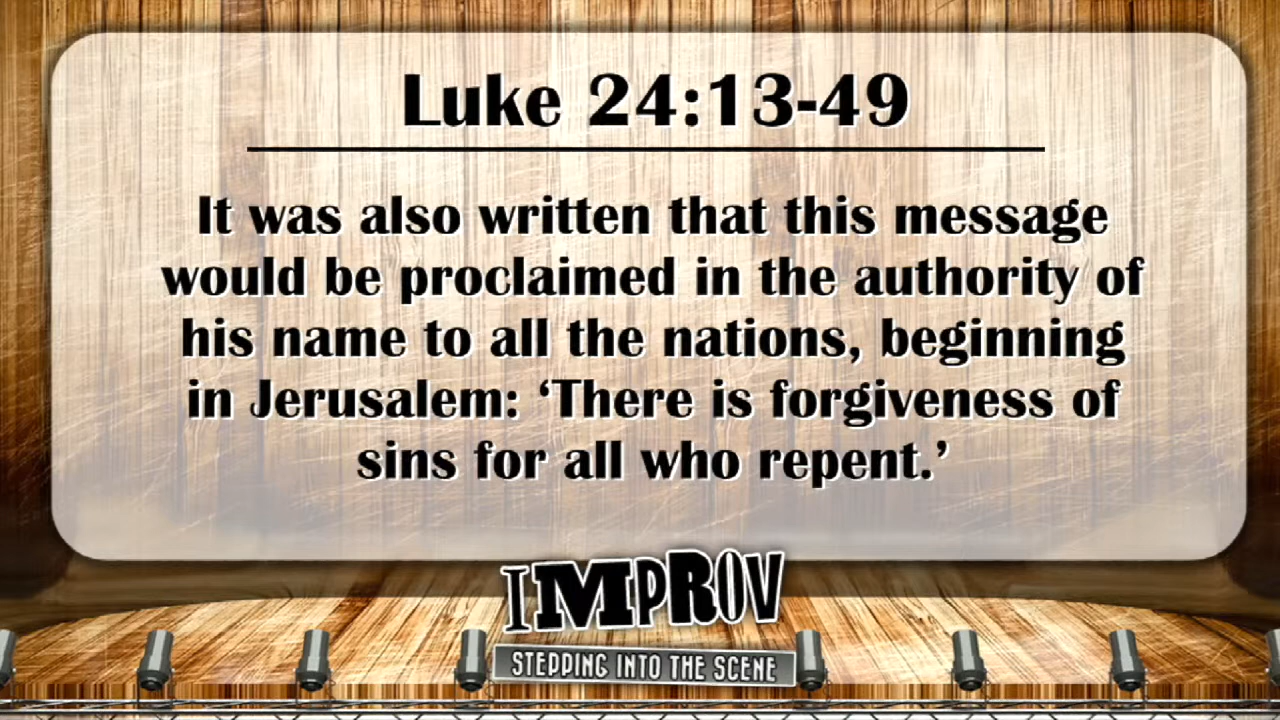 Luke 24:13-49
It was also written that this message
would be proclaimed in the authority of
his name to all the nations, beginning
in Jerusalem: ‘There is forgiveness of
sins for all who repent.’
IMPROV
STEPPING INTO THE SCENE